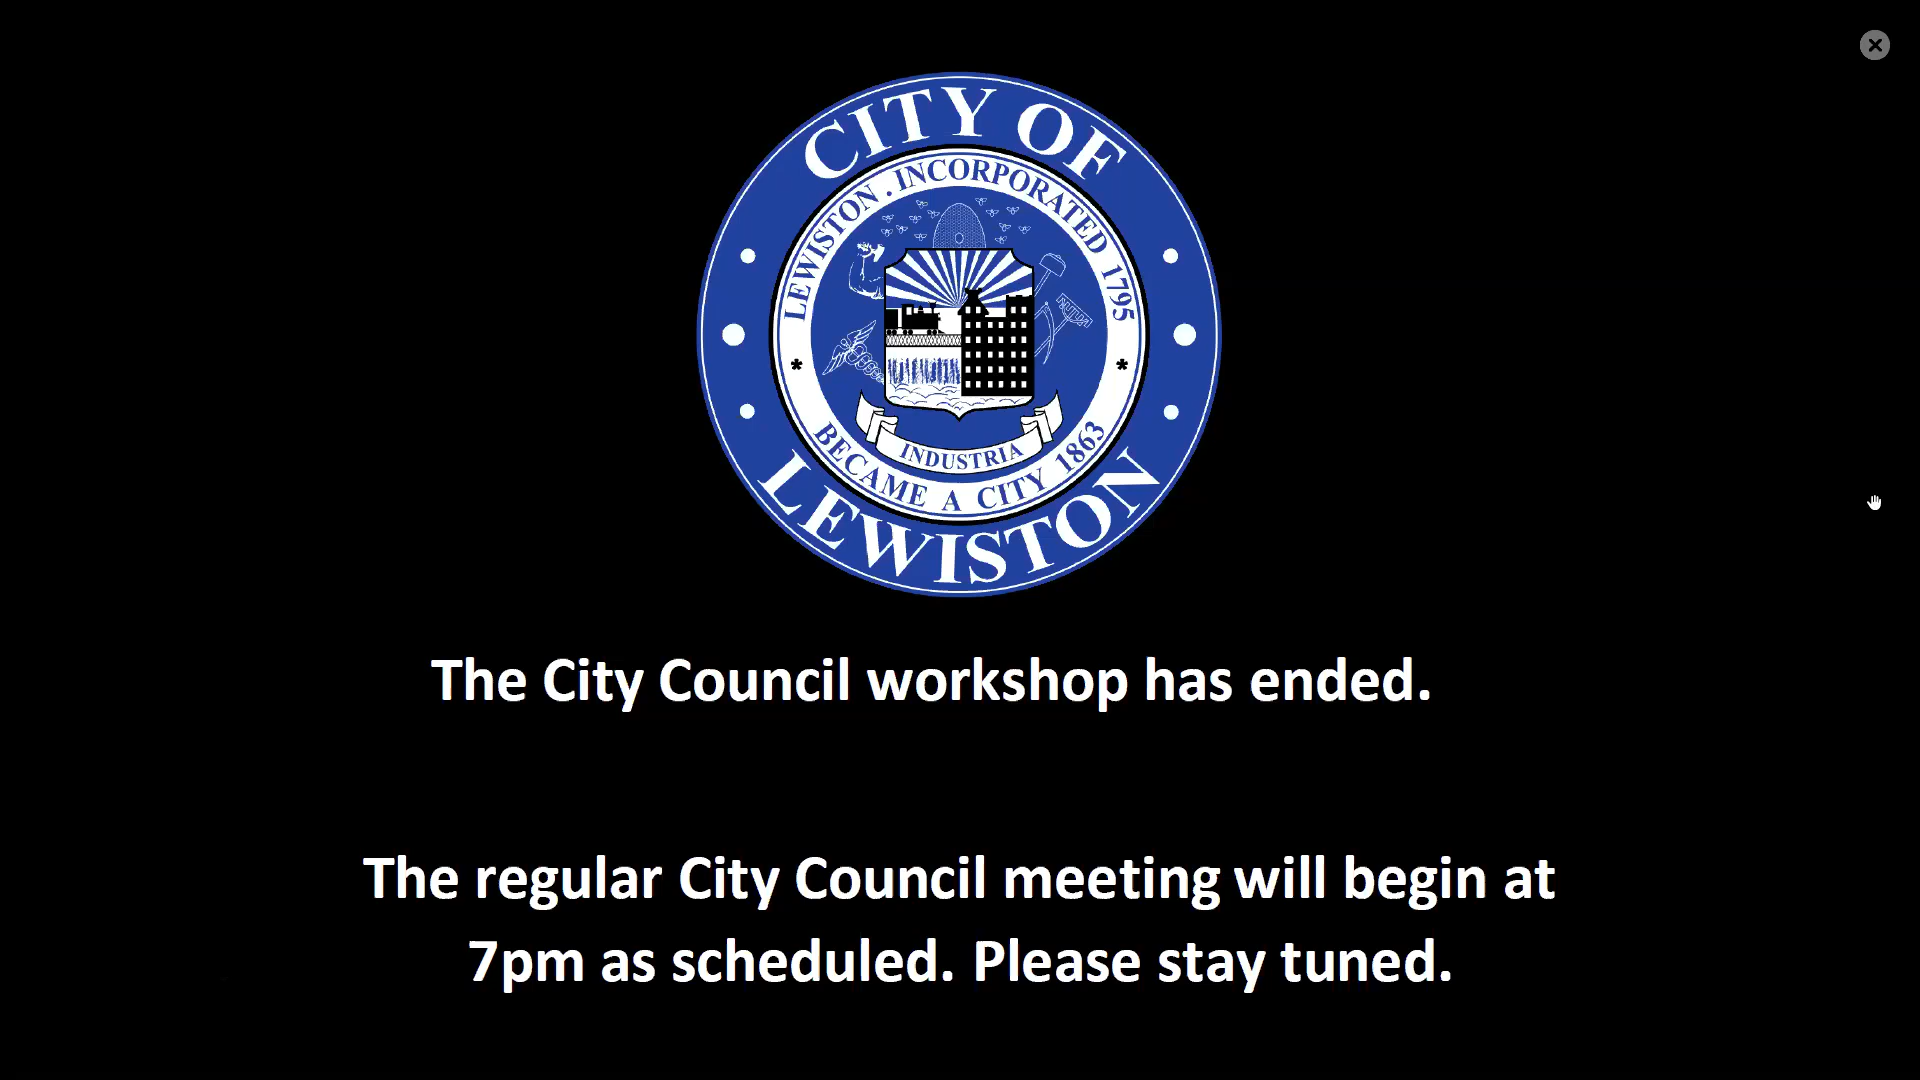 CITY OF
LEWISTON . INCORPORATED 1795
INDUSTRIA
* BECAME A CITY 1863 *
LEWISTON
The City Council workshop has ended.
The regular City Council meeting will begin at
7pm as scheduled. Please stay tuned.